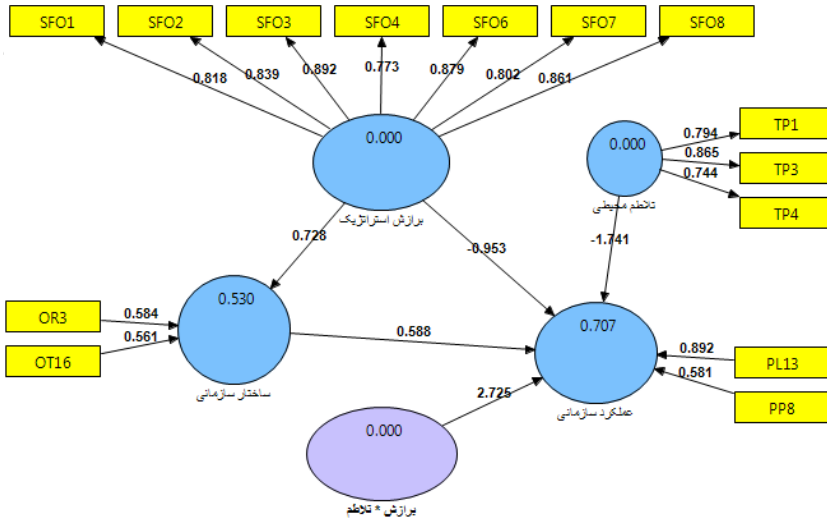 SFO1
SFO2
SFO3
SFO4
SFO6
SFO7
SFO8
0.818
0.839
0.892
0.773
0.879
0.802
0.861
0.000
برازش استراتژیک
0.000
تلاطم محیطی
0.794
0.865
0.744
TP1
TP3
TP4
0.728
-0.953
-1.741
OR3
OT16
0.584
0.561
0.530
ساختار سازمانی
0.588
0.707
عملکرد سازمانی
0.892
0.581
PL13
PP8
2.725
0.000
برازش * تلاطم